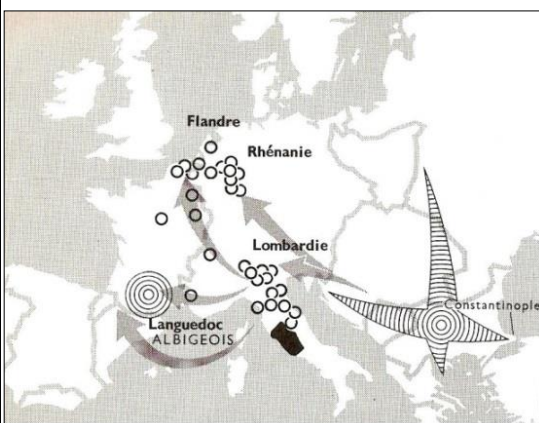 Flandre
Rhénanie
Lombardie
Constantinople
Languedoc
ALBIGEOIS